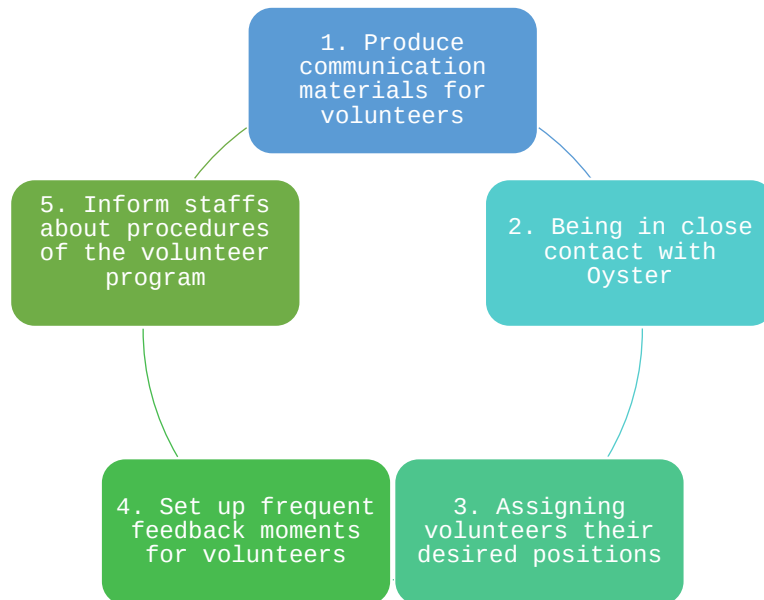 1. Produce
communication
materials for
volunteers
2. Being in close
contact with
Oyster
3. Assigning
volunteers their
desired positions
4. Set up frequent
feedback moments
for volunteers
5. Inform staffs
about procedures
of the volunteer
program